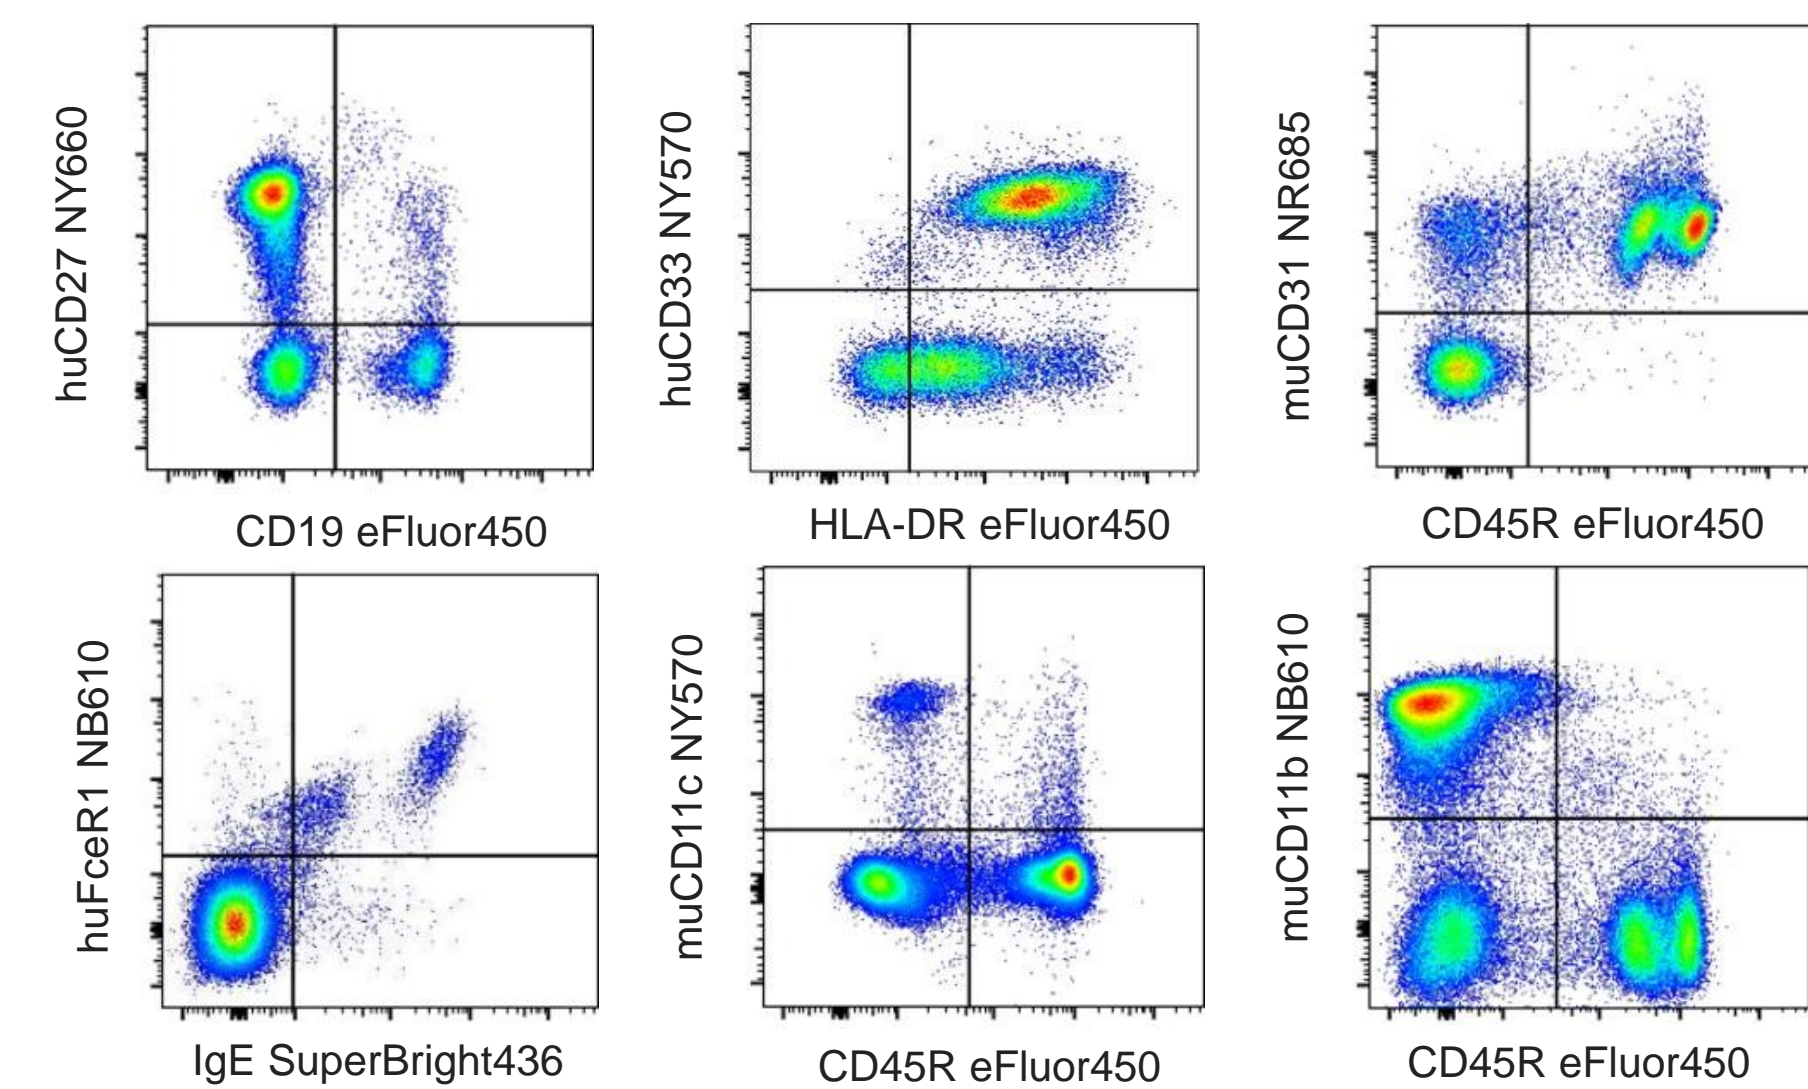 huCD27 NY660
CD19 eFluor450
huCD33 NY570
HLA-DR eFluor450
muCD31 NR685
CD45R eFluor450
huFceR1 NB610
IgE SuperBright436
muCD11c NY570
CD45R eFluor450
muCD11b NB610
CD45R eFluor450